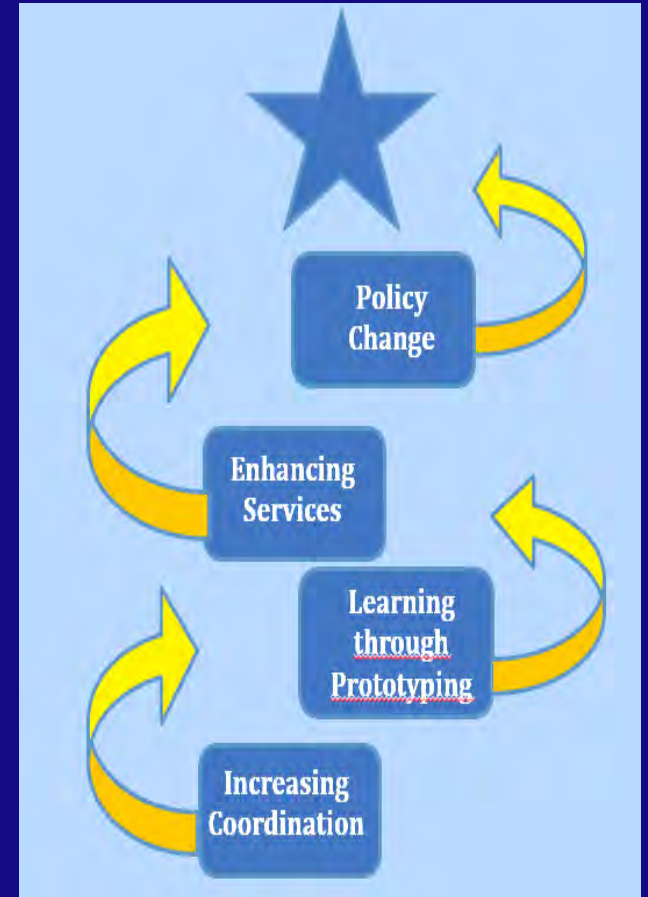 Policy
Change
Enhancing
Services
Learning
through
Prototyping
Increasing
Coordination